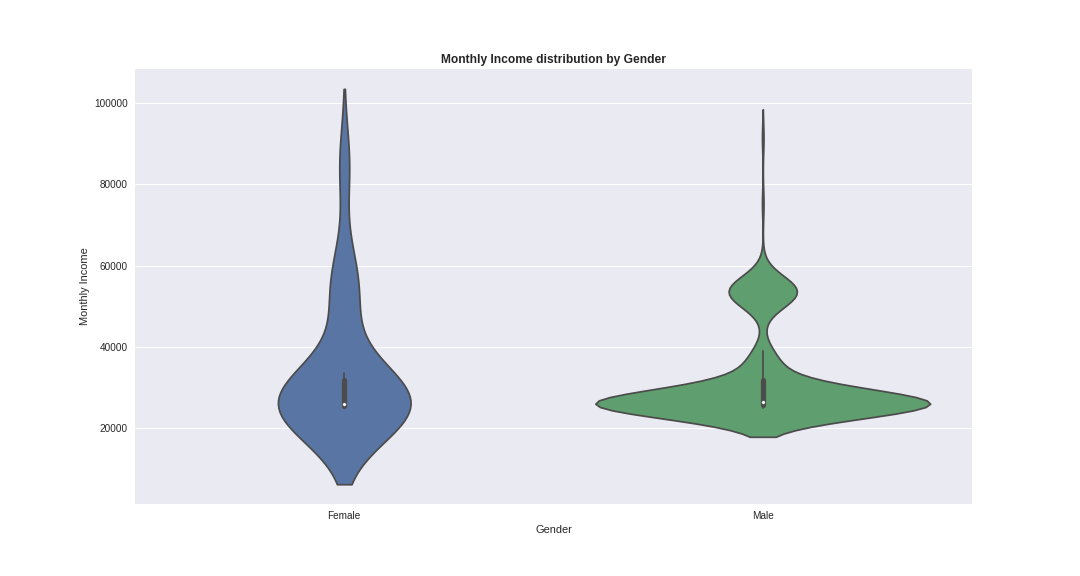 Monthly Income distribution by Gender
100000
80000
60000
40000
20000
Monthly Income
Female
Male
Gender